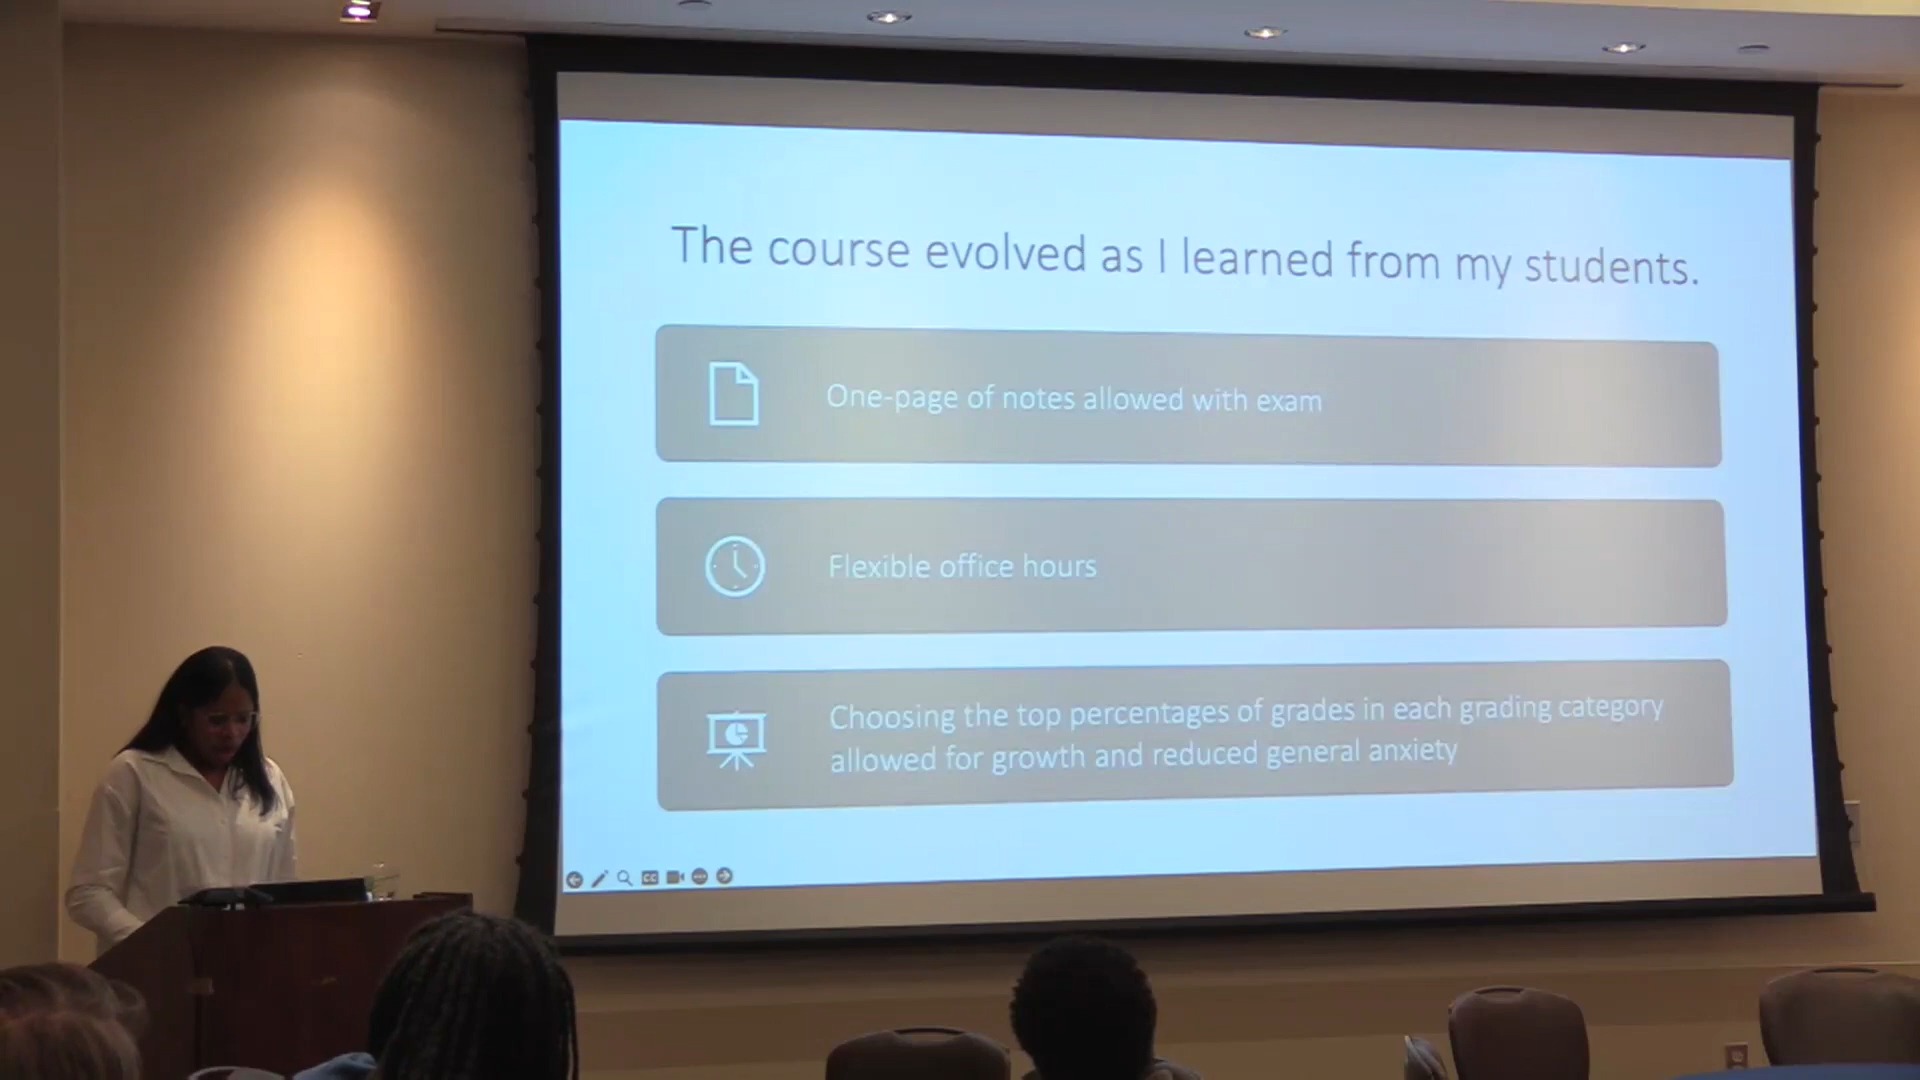 The course evolved as I learned from my students.
One-page of notes allowed with exam
Flexible office hours
Choosing the top percentages of grades in each grading category
allowed for growth and reduced general anxiety
CC